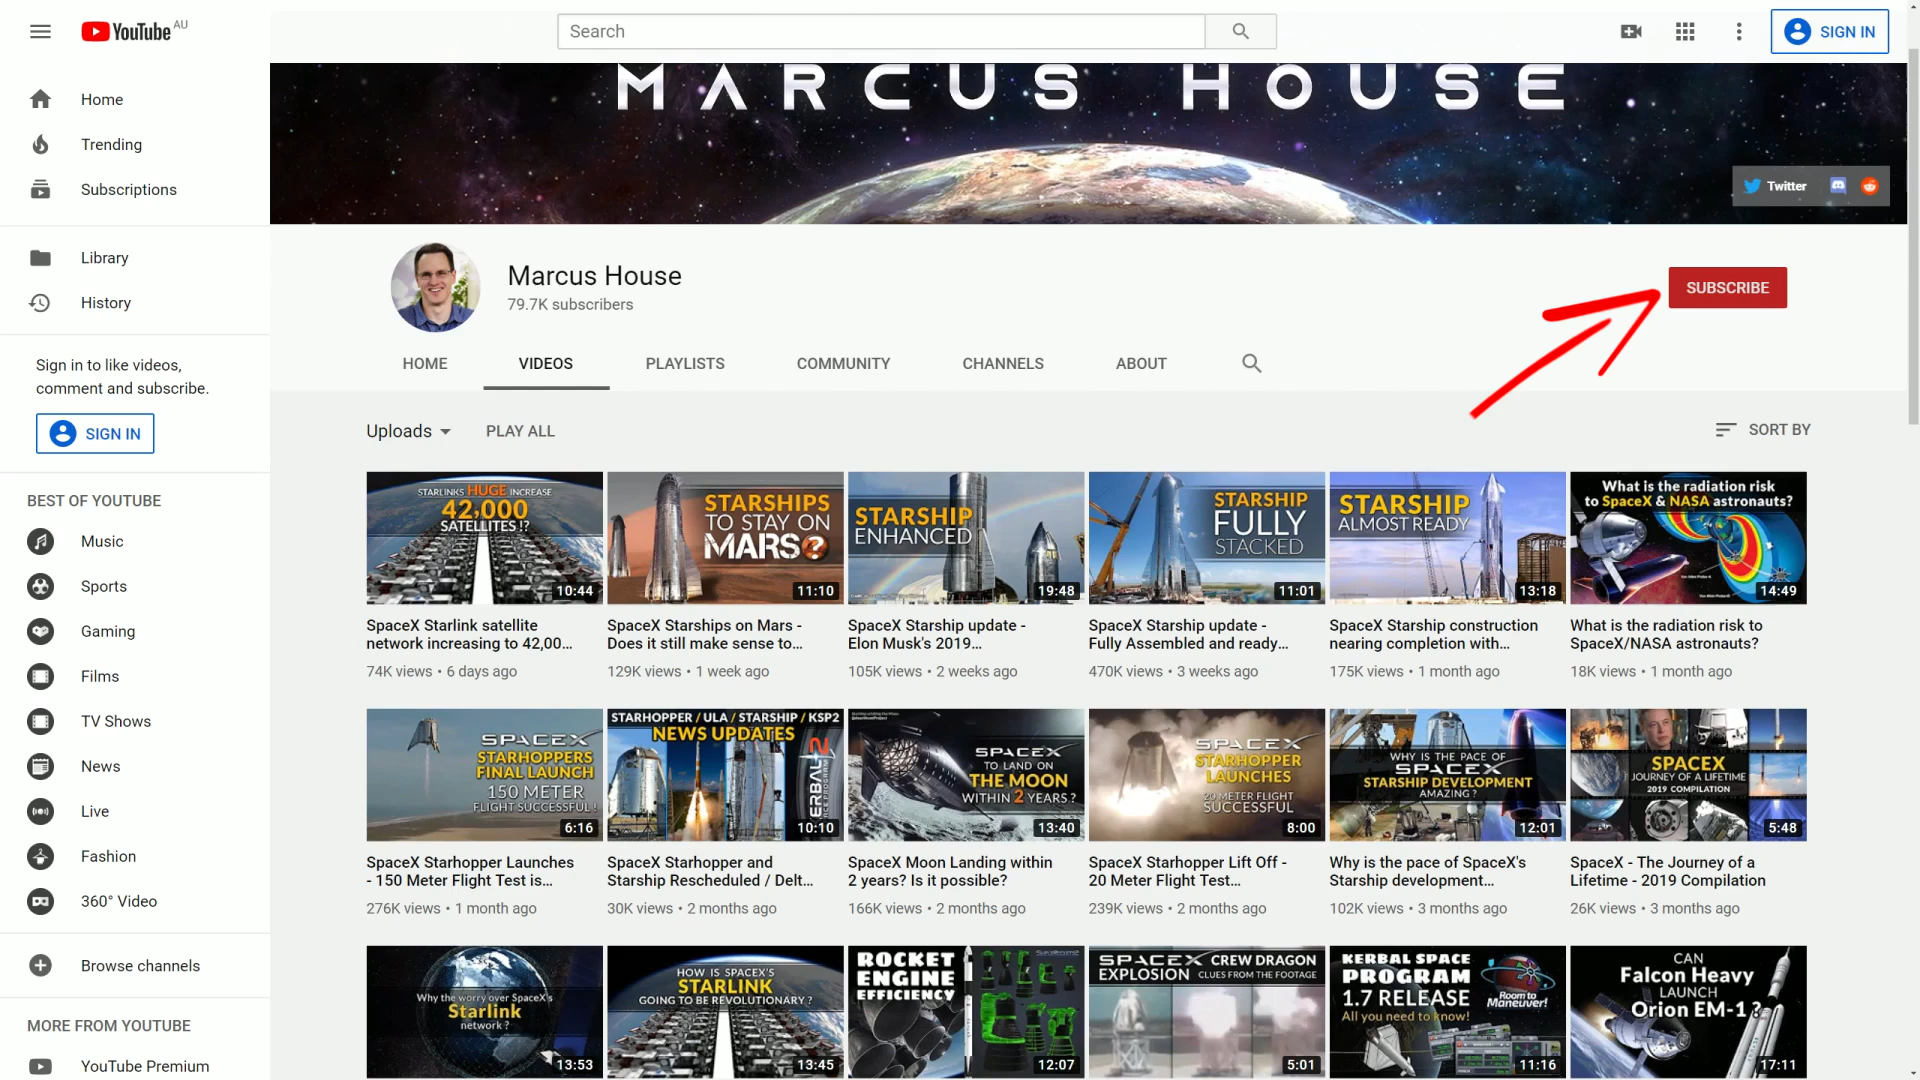 YouTube AU
Search
SIGN IN
Home
Trending
Subscriptions
Library
History
Sign in to like videos,
comment and subscribe.
SIGN IN
BEST OF YOUTUBE
Music
Sports
Gaming
Films
TV Shows
News
Live
Fashion
360° Video
Browse channels
MORE FROM YOUTUBE
YouTube Premium
MARCUS HOUSE
Twitter
Marcus House
79.7K subscribers
SUBSCRIBE
HOME
VIDEOS
PLAYLISTS
COMMUNITY
CHANNELS
ABOUT
Uploads
PLAY ALL
SORT BY
STARLINKS HUGE INCREASE
42,000
SATELLITES !?
10:44
SpaceX Starlink satellite
network increasing to 42,00...
74K views • 6 days ago
STARSHIPS
TO STAY ON
MARS?
11:10
SpaceX Starships on Mars -
Does it still make sense to...
129K views • 1 week ago
STARSHIP
ENHANCED
19:48
SpaceX Starship update -
Elon Musk's 2019...
105K views • 2 weeks ago
STARSHIP
FULLY
STACKED
11:01
SpaceX Starship update -
Fully Assembled and ready...
470K views • 3 weeks ago
STARSHIP
ALMOST READY
13:18
SpaceX Starship construction
nearing completion with...
175K views • 1 month ago
What is the radiation risk
to SpaceX & NASA astronauts?
14:49
What is the radiation risk to
SpaceX/NASA astronauts?
18K views • 1 month ago
SPACEX
STARHOPPERS
FINAL LAUNCH
150 METER
FLIGHT SUCCESSFUL!
6:16
SpaceX Starhopper Launches
- 150 Meter Flight Test is...
276K views • 1 month ago
STARHOPPER / ULA / STARSHIP / KSP2
NEWS UPDATES
KERBAL 2
10:10
SpaceX Starhopper and
Starship Rescheduled / Delt...
30K views • 2 months ago
SPACEX
TO LAND ON
THE MOON
WITHIN 2 YEARS ?
13:40
SpaceX Moon Landing within
2 years? Is it possible?
166K views • 2 months ago
SPACEX
STARHOPPER
LAUNCHES
20 METER FLIGHT
SUCCESSFUL
8:00
SpaceX Starhopper Lift Off -
20 Meter Flight Test...
239K views • 2 months ago
WHY IS THE PACE OF
SPACEX
STARSHIP DEVELOPMENT
AMAZING ?
12:01
Why is the pace of SpaceX's
Starship development...
102K views • 3 months ago
SPACEX
JOURNEY OF A LIFETIME
2019 COMPILATION
5:48
SpaceX - The Journey of a
Lifetime - 2019 Compilation
26K views • 3 months ago
Why the worry over SpaceX's
Starlink
network ?
13:53
HOW IS SPACEX'S
STARLINK
GOING TO BE REVOLUTIONARY ?
13:45
ROCKET
ENGINE
EFFICIENCY
12:07
SPACEX CREW DRAGON
EXPLOSION CLUES FROM THE FOOTAGE
5:01
KERBAL SPACE
PROGRAM
1.7 RELEASE
All you need to know!
Room to
Maneuver!
11:16
CAN
Falcon Heavy
LAUNCH
Orion EM-1 ?
17:11